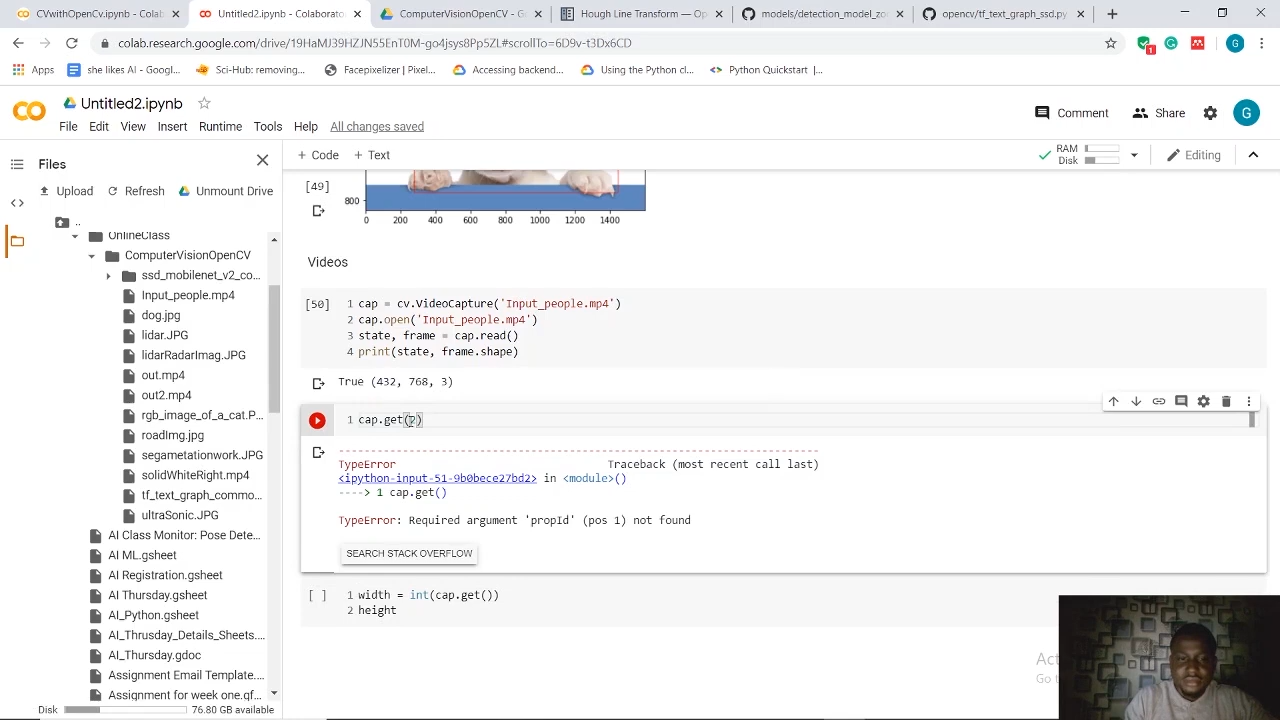 CVwithOpenCv.ipynb - Colab
Untitled2.ipynb - Colaborator
ComputerVisionOpenCV - G
Hough Line Transform — Op
models/detection_model_zo
opencv/tf_text_graph_ssd.py
colab.research.google.com/drive/19HaMJ39HZJN55EnT0M-go4jsys8Pp5ZL#scrollTo=6D9v-t3Dx6CD
1
G
Apps
she likes AI - Googl...
Sci-Hub: removing...
Facepixelizer | Pixel...
Accessing backend...
Using the Python cl...
Python Quickstart |...
Untitled2.ipynb
Comment
Share
G
File Edit View Insert Runtime Tools Help All changes saved
Files
+ Code + Text
RAM
Disk
Editing
Upload Refresh Unmount Drive
..
OnlineClass
ComputerVisionOpenCV
ssd_mobilenet_v2_co...
Input_people.mp4
dog.jpg
lidar.JPG
lidarRadarImag.JPG
out.mp4
out2.mp4
rgb_image_of_a_cat.P...
roadImg.jpg
segametationwork.JPG
solidWhiteRight.mp4
tf_text_graph_commo...
ultraSonic.JPG
AI Class Monitor: Pose Dete...
AI ML.gsheet
AI Registration.gsheet
AI Thursday.gsheet
AI_Python.gsheet
AI_Thrusday_Details_Sheets....
AI_Thursday.gdoc
Assignment Email Template....
Assignment for week one.gf...
Disk 76.80 GB available
[49]
800
0 200 400 600 800 1000 1200 1400
Videos
[50]
1 cap = cv.VideoCapture('Input_people.mp4')
2 cap.open('Input_people.mp4')
3 state, frame = cap.read()
4 print(state, frame.shape)
True (432, 768, 3)
1 cap.get(7)
---------------------------------------------------------------------------
TypeError Traceback (most recent call last)
<ipython-input-51-9b0bece27bd2> in <module>()
----> 1 cap.get()
TypeError: Required argument 'propId' (pos 1) not found
SEARCH STACK OVERFLOW
[ ]
1 width = int(cap.get())
2 height